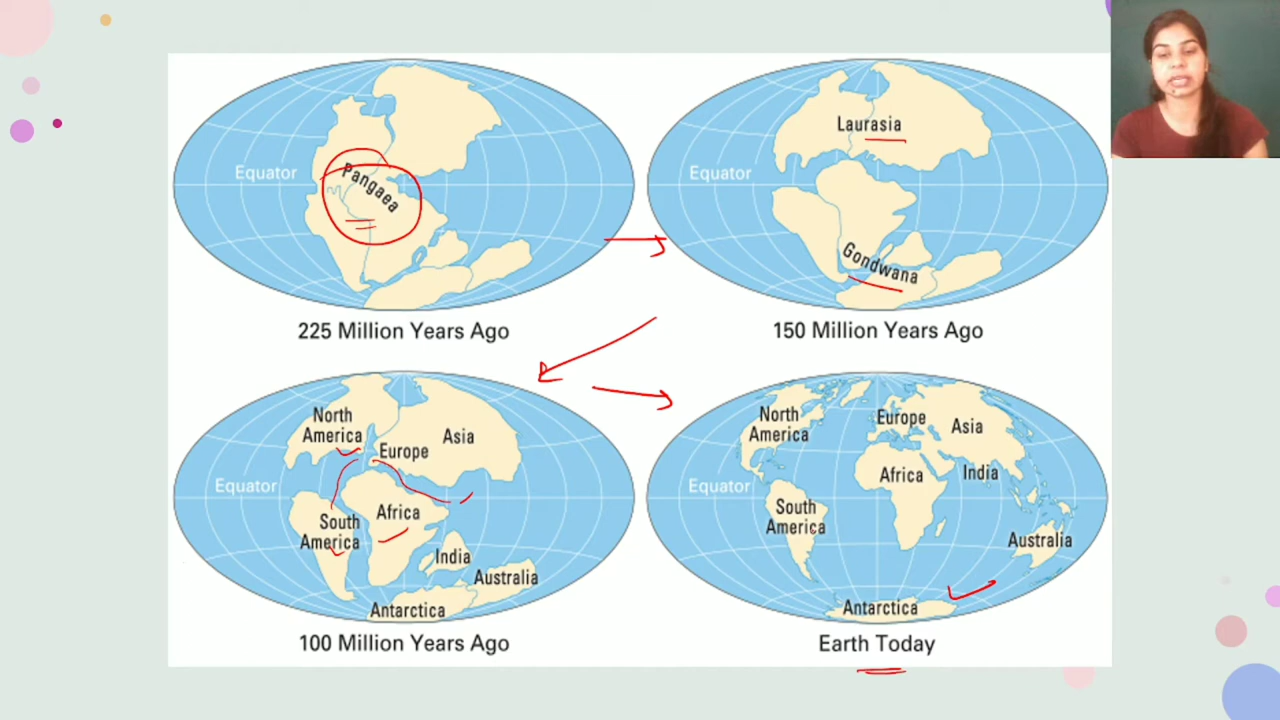 Equator
Pangaea
225 Million Years Ago
Equator
Laurasia
Gondwana
150 Million Years Ago
North
America
Europe
Asia
Equator
South
America
Africa
India
Australia
Antarctica
100 Million Years Ago
North
America
Europe
Asia
Equator
Africa
India
South
America
Australia
Antarctica
Earth Today